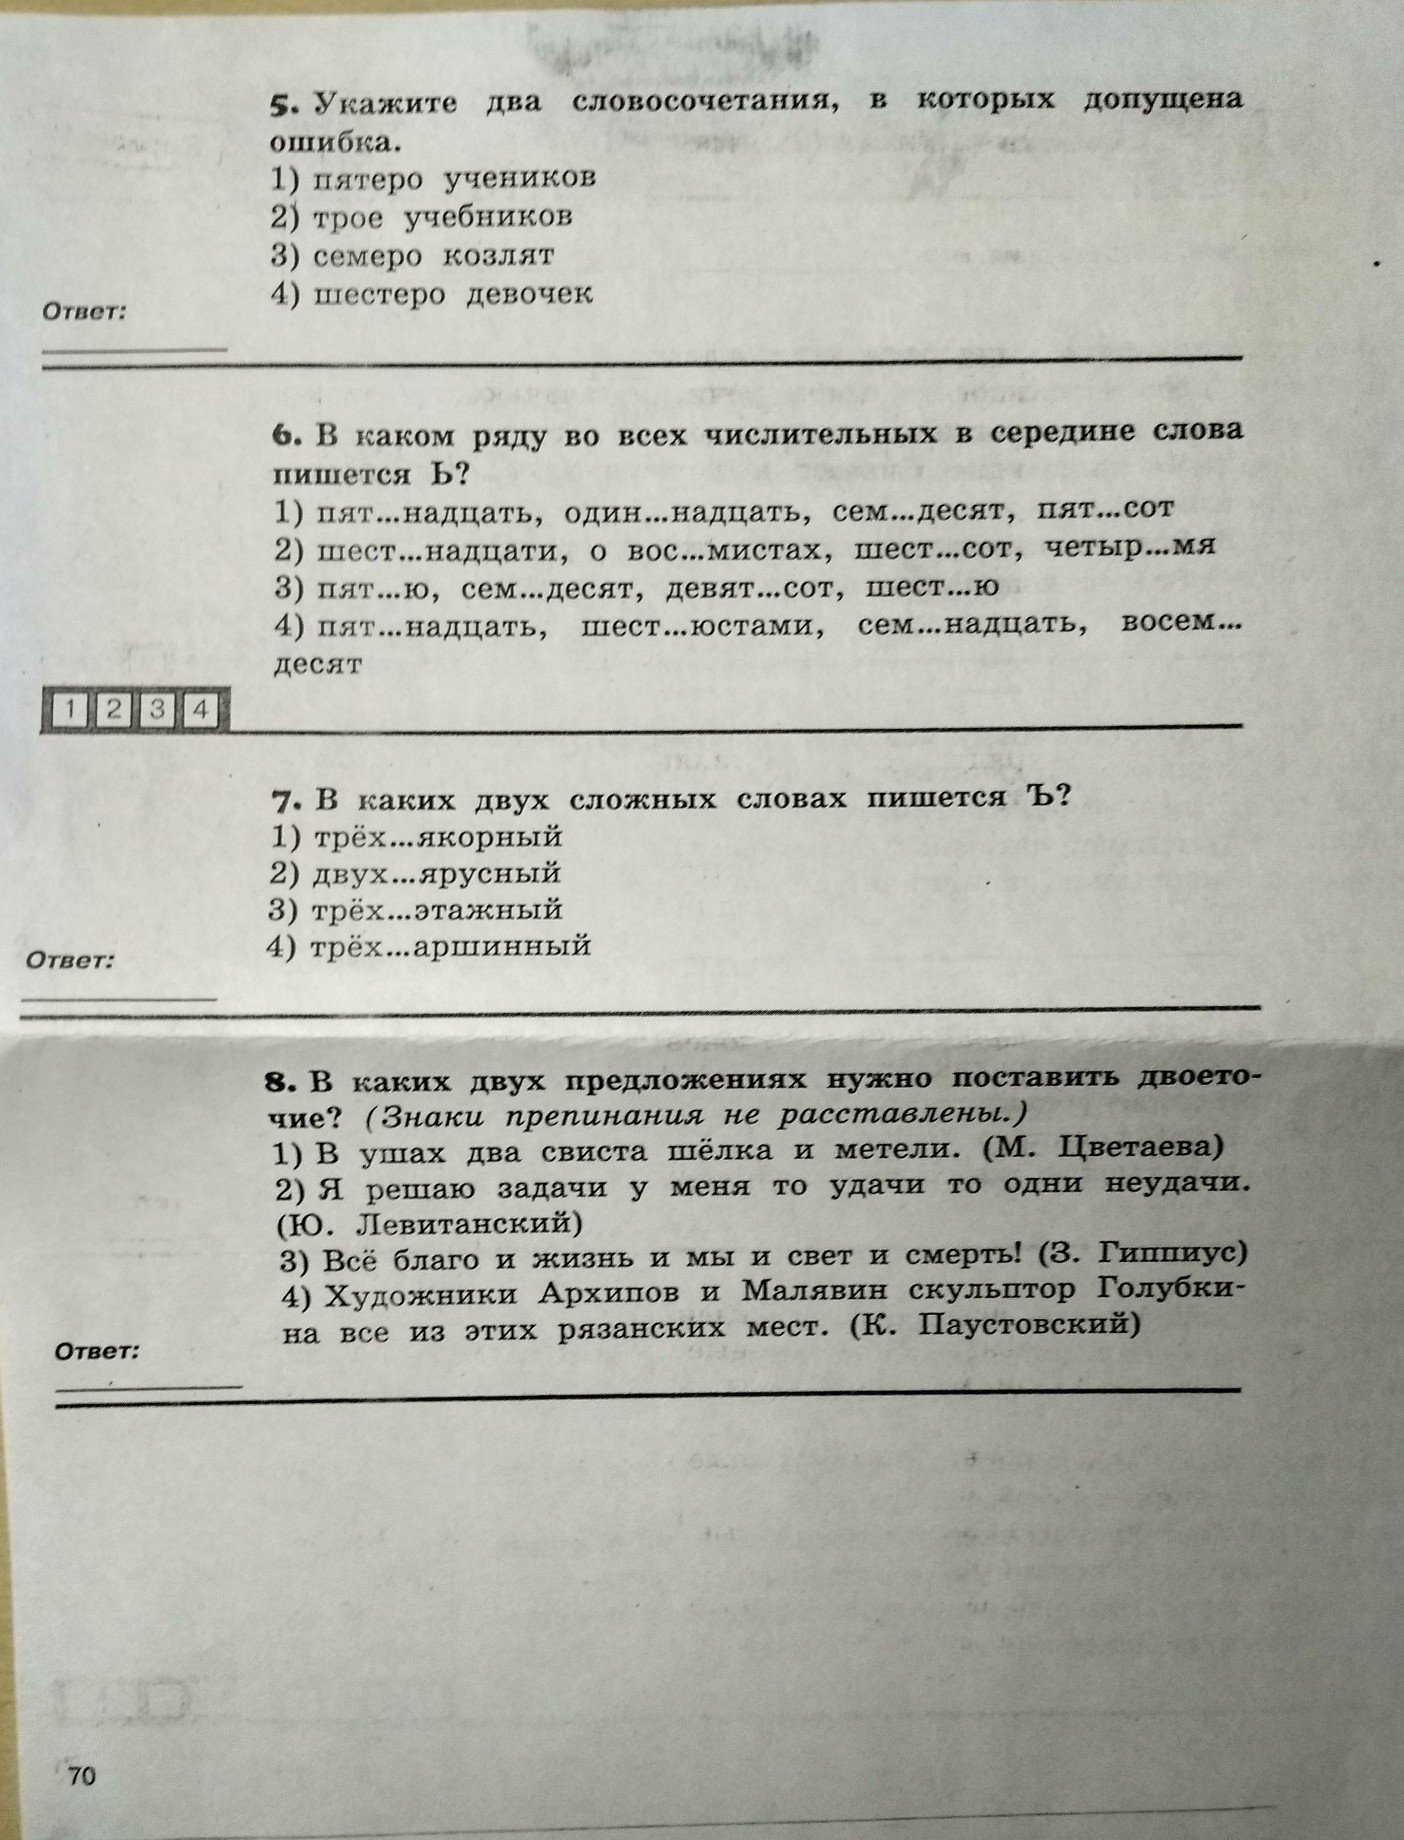 5. Укажите два словосочетания, в которых допущена
ошибка.
1) пятеро учеников
2) трое учебников
3) семеро козлят
4) шестеро девочек
Ответ:
6. В каком ряду во всех числительных в середине слова
пишется Ь?
1) пят...надцать, один...надцать, сем...десят, пят...сот
2) шест...надцати, о вос...мистах, шест...сот, четыр...мя
3) пят...ю, сем...десят, девят...сот, шест...ю
4) пят...надцать, шест...юстами, сем...надцать, восем...
десят
1 2 3 4
7. В каких двух сложных словах пишется Ъ?
1) трёх...якорный
2) двух...ярусный
3) трёх...этажный
4) трёх...аршинный
Ответ:
8. В каких двух предложениях нужно поставить двоето-
чие? (Знаки препинания не расставлены.)
1) В ушах два свиста шёлка и метели. (М. Цветаева)
2) Я решаю задачи у меня то удачи то одни неудачи.
(Ю. Левитанский)
3) Всё благо и жизнь и мы и свет и смерть! (З. Гиппиус)
4) Художники Архипов и Малявин скульптор Голубки-
на все из этих рязанских мест. (К. Паустовский)
Ответ:
70